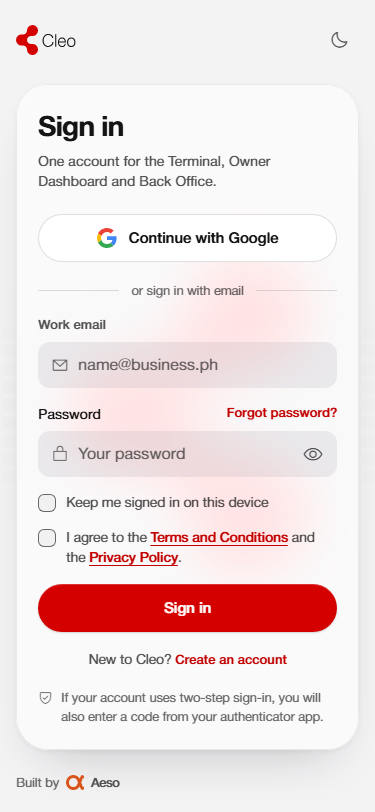 Cleo
Sign in
One account for the Terminal, Owner
Dashboard and Back Office.
Continue with Google
or sign in with email
Work email
name@business.ph
Password
Forgot password?
Your password
Keep me signed in on this device
I agree to the Terms and Conditions and
the Privacy Policy.
Sign in
New to Cleo? Create an account
If your account uses two-step sign-in, you will
also enter a code from your authenticator app.
Built by Aeso